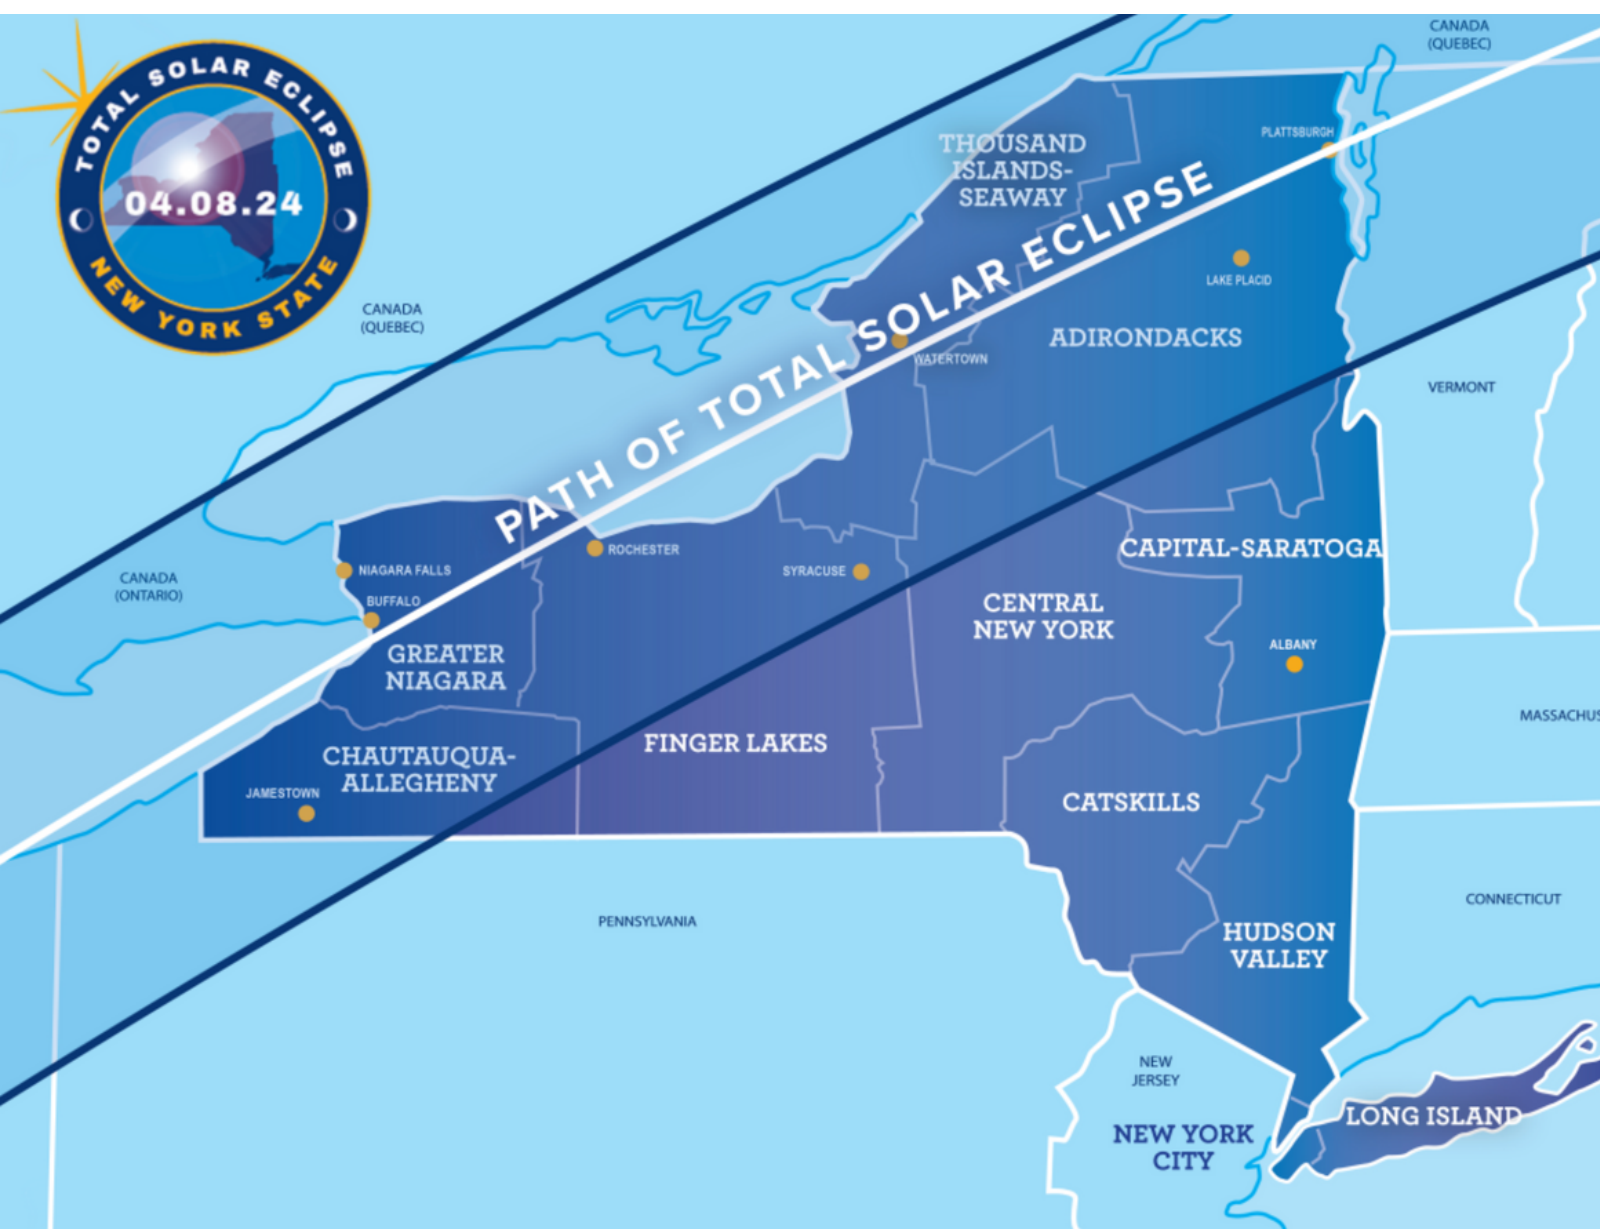 TOTAL SOLAR ECLIPSE
04.08.24
NEW YORK STATE
CANADA
(QUEBEC)
PLATTSBURGH
THOUSAND
ISLANDS-
SEAWAY
PATH OF TOTAL SOLAR ECLIPSE
LAKE PLACID
CANADA
(QUEBEC)
ADIRONDACKS
WATERTOWN
VERMONT
ROCHESTER
CAPITAL-SARATOGA
NIAGARA FALLS
SYRACUSE
CANADA
(ONTARIO)
BUFFALO
CENTRAL
NEW YORK
GREATER
NIAGARA
ALBANY
MASSACHUS
FINGER LAKES
CHAUTAUQUA-
ALLEGHENY
JAMESTOWN
CATSKILLS
CONNECTICUT
PENNSYLVANIA
HUDSON
VALLEY
NEW
JERSEY
LONG ISLAND
NEW YORK
CITY